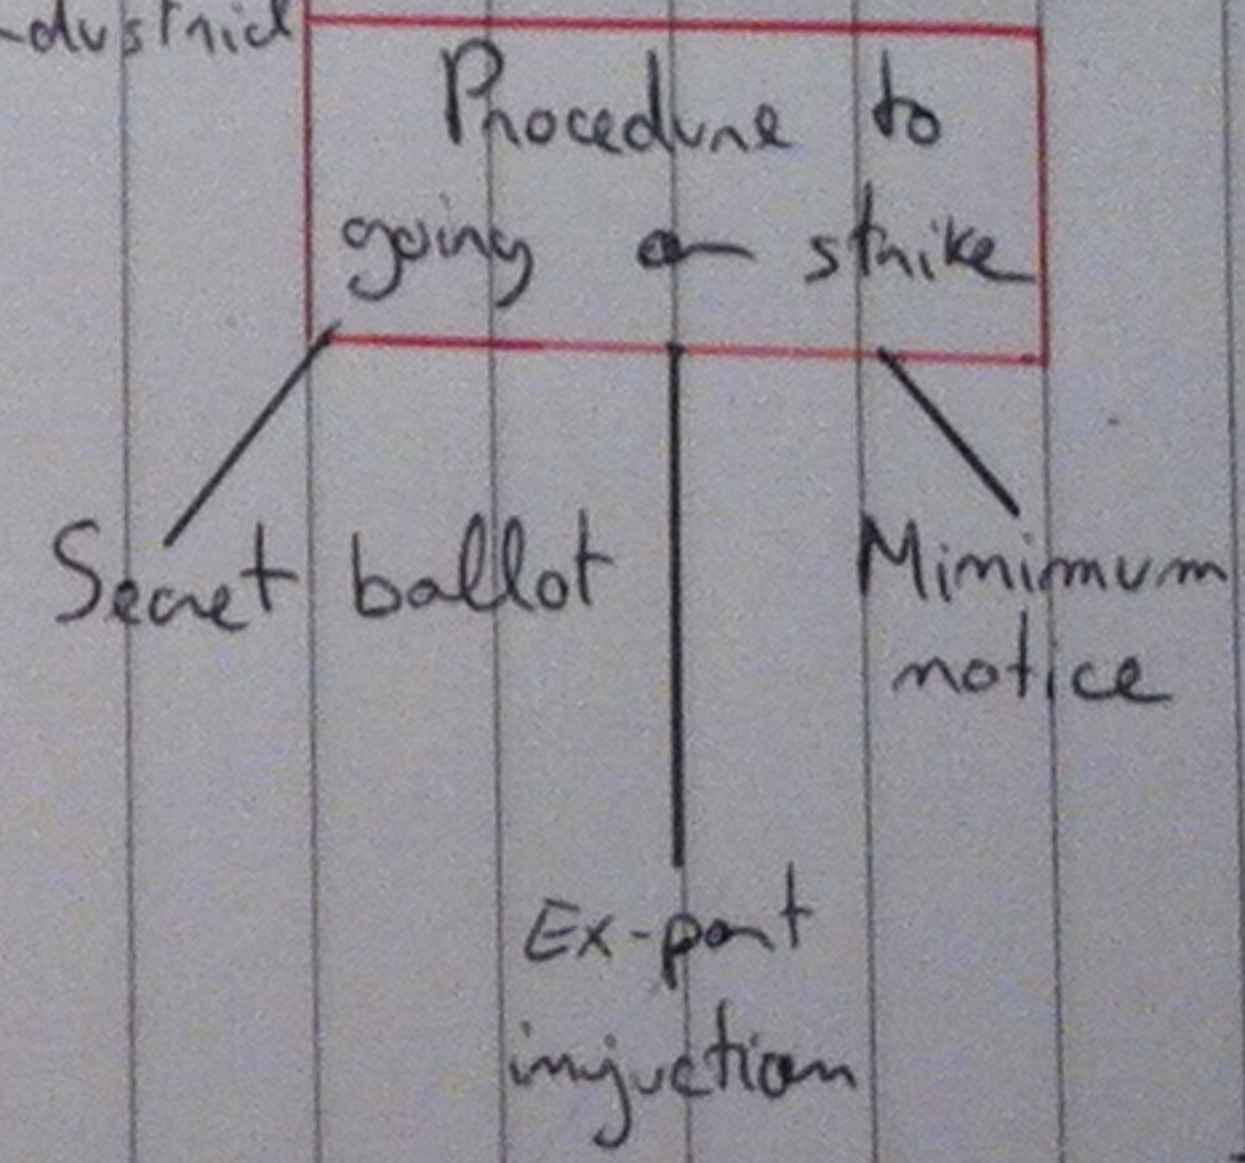 Procedure to
going on strike
Secret ballot
Minimum
notice
Ex-part
injuction